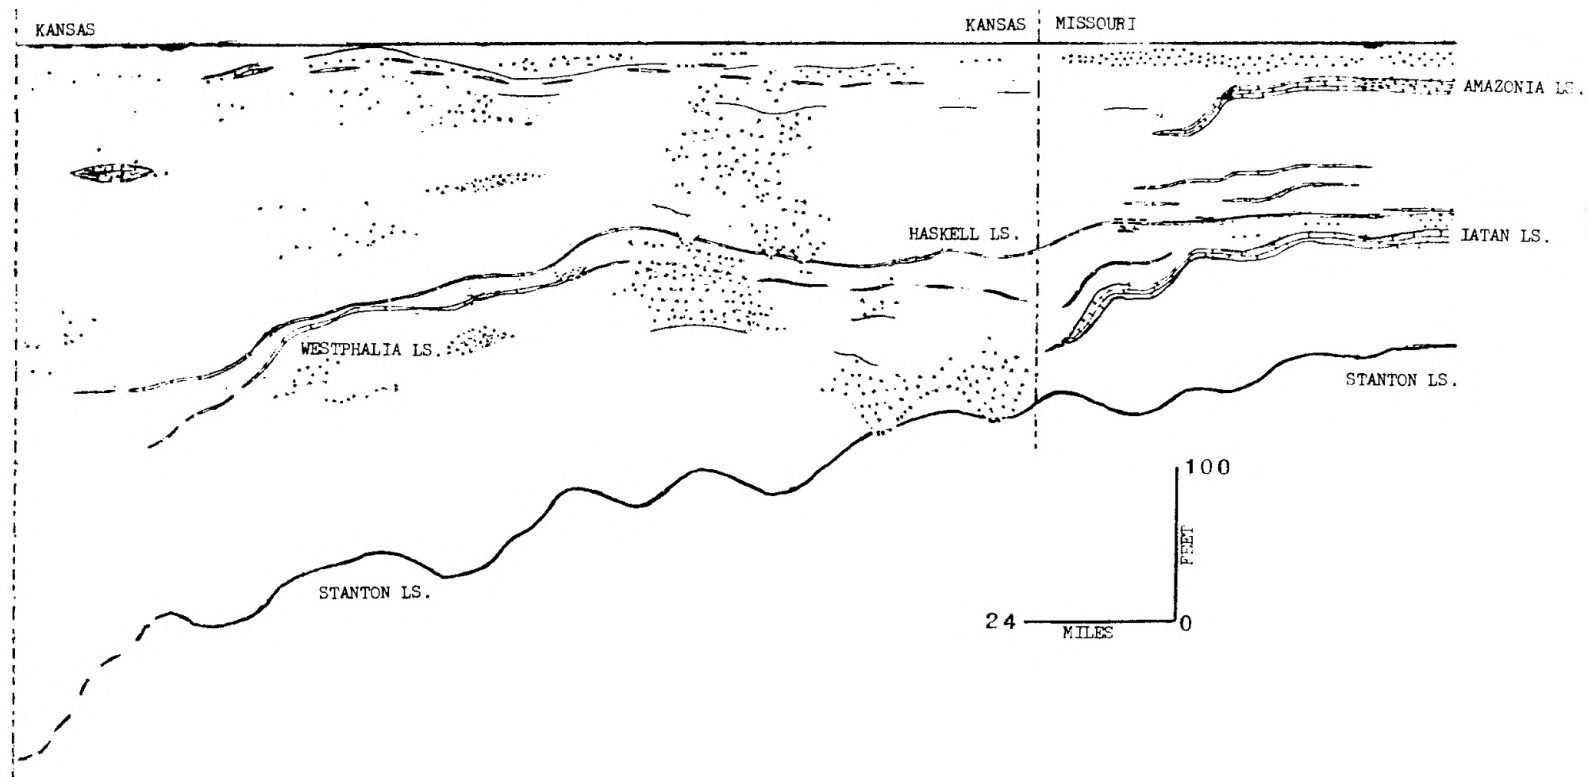 KANSAS
KANSAS
MISSOURI
AMAZONIA LS.
HASKELL LS.
IATAN LS.
WESTPHALIA LS.
STANTON LS.
STANTON LS.
100
FEET
24
MILES
0